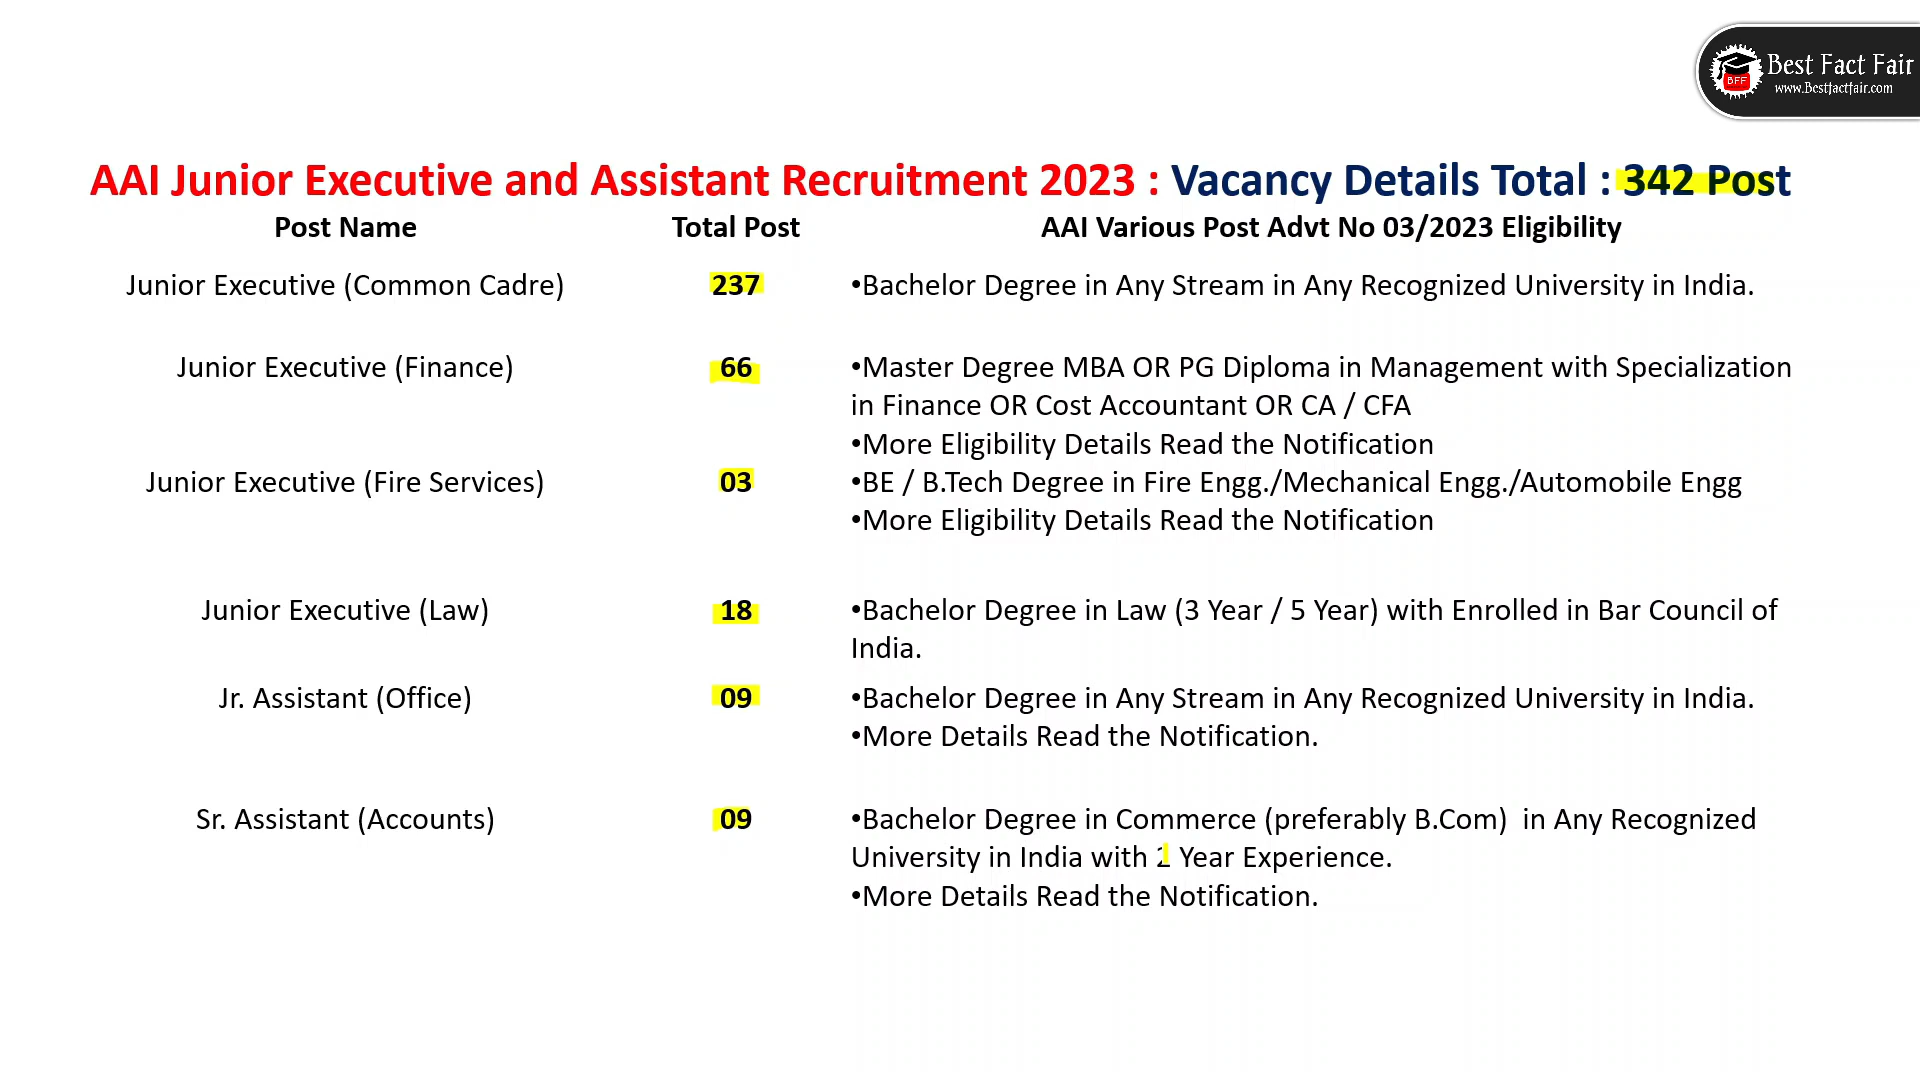 BFF
Best Fact Fair
www.Bestfactfair.com
AAI Junior Executive and Assistant Recruitment 2023 : Vacancy Details Total : 342 Post
Post Name Total Post AAI Various Post Advt No 03/2023 Eligibility
Junior Executive (Common Cadre) 237 •Bachelor Degree in Any Stream in Any Recognized University in India.
Junior Executive (Finance) 66 •Master Degree MBA OR PG Diploma in Management with Specialization
in Finance OR Cost Accountant OR CA / CFA
•More Eligibility Details Read the Notification
Junior Executive (Fire Services) 03 •BE / B.Tech Degree in Fire Engg./Mechanical Engg./Automobile Engg
•More Eligibility Details Read the Notification
Junior Executive (Law) 18 •Bachelor Degree in Law (3 Year / 5 Year) with Enrolled in Bar Council of
India.
Jr. Assistant (Office) 09 •Bachelor Degree in Any Stream in Any Recognized University in India.
•More Details Read the Notification.
Sr. Assistant (Accounts) 09 •Bachelor Degree in Commerce (preferably B.Com) in Any Recognized
University in India with Year Experience.
•More Details Read the Notification.